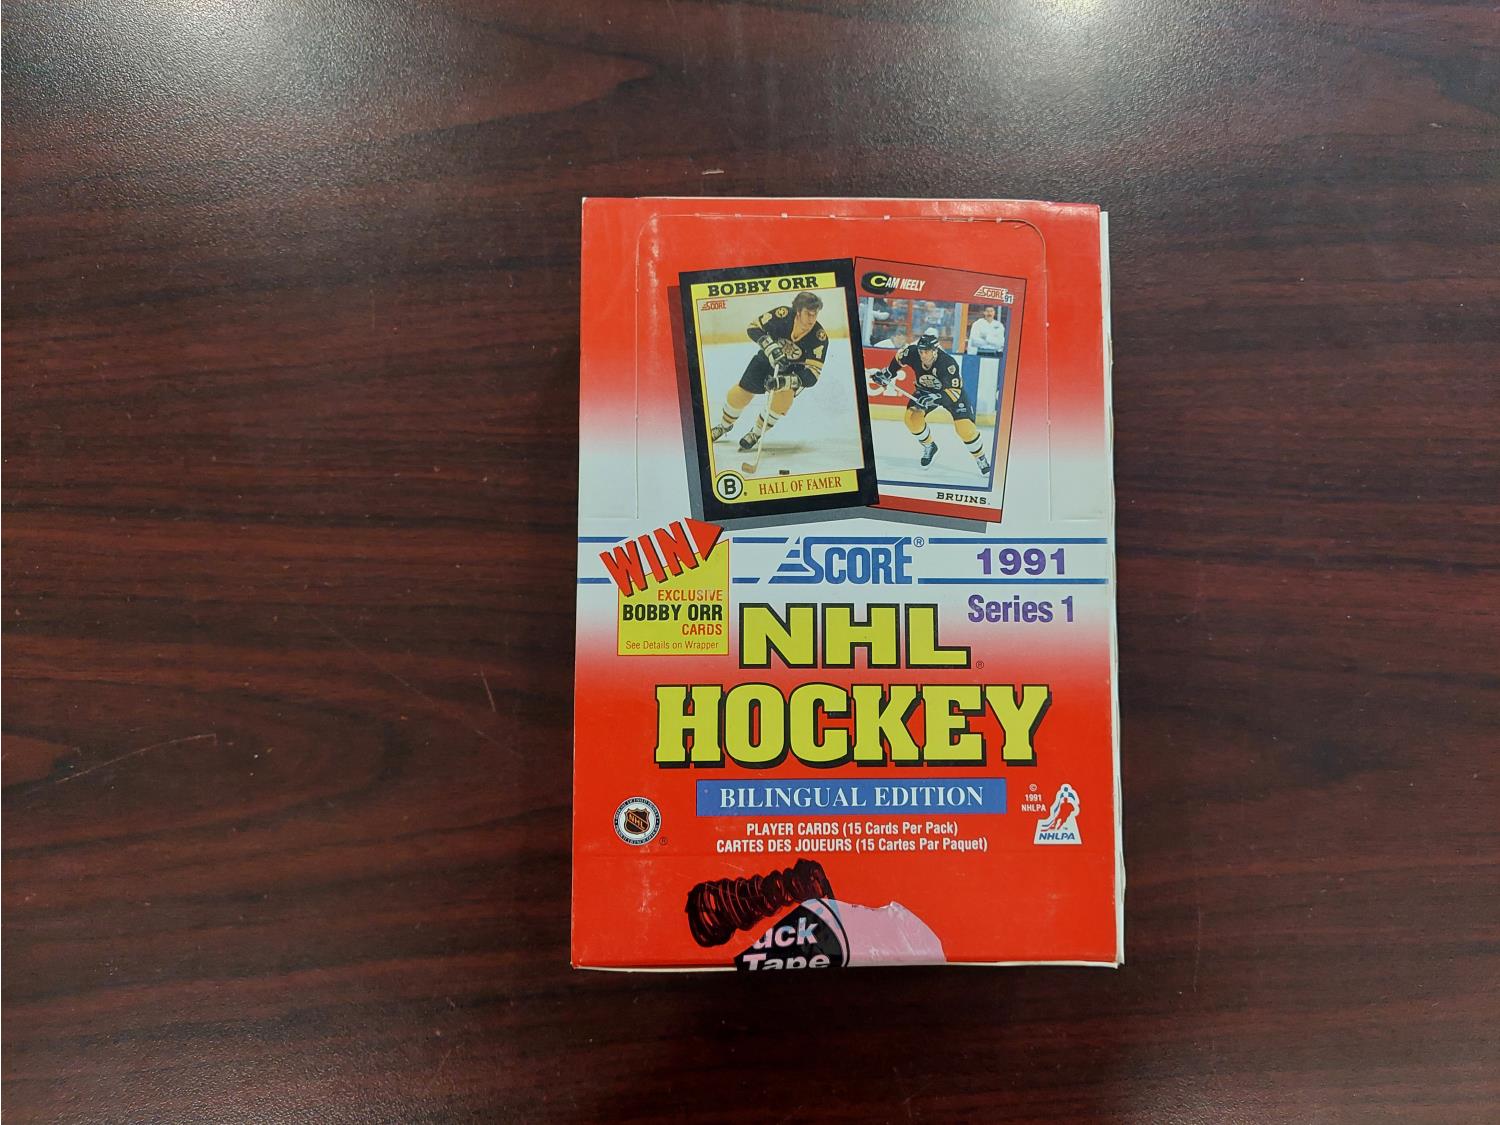 BOBBY ORR
SCORE
HALL OF FAMER
B
CAM NEELY
SCORE 91
BRUINS
WIN
EXCLUSIVE
BOBBY ORR
CARDS
See Details on Wrapper
SCORE®
1991
Series 1
NHL®
HOCKEY
BILINGUAL EDITION
PLAYER CARDS (15 Cards Per Pack)
CARTES DES JOUEURS (15 Cartes Par Paquet)
NHL
®
©
1991
NHLPA
NHLPA
uck
Tape